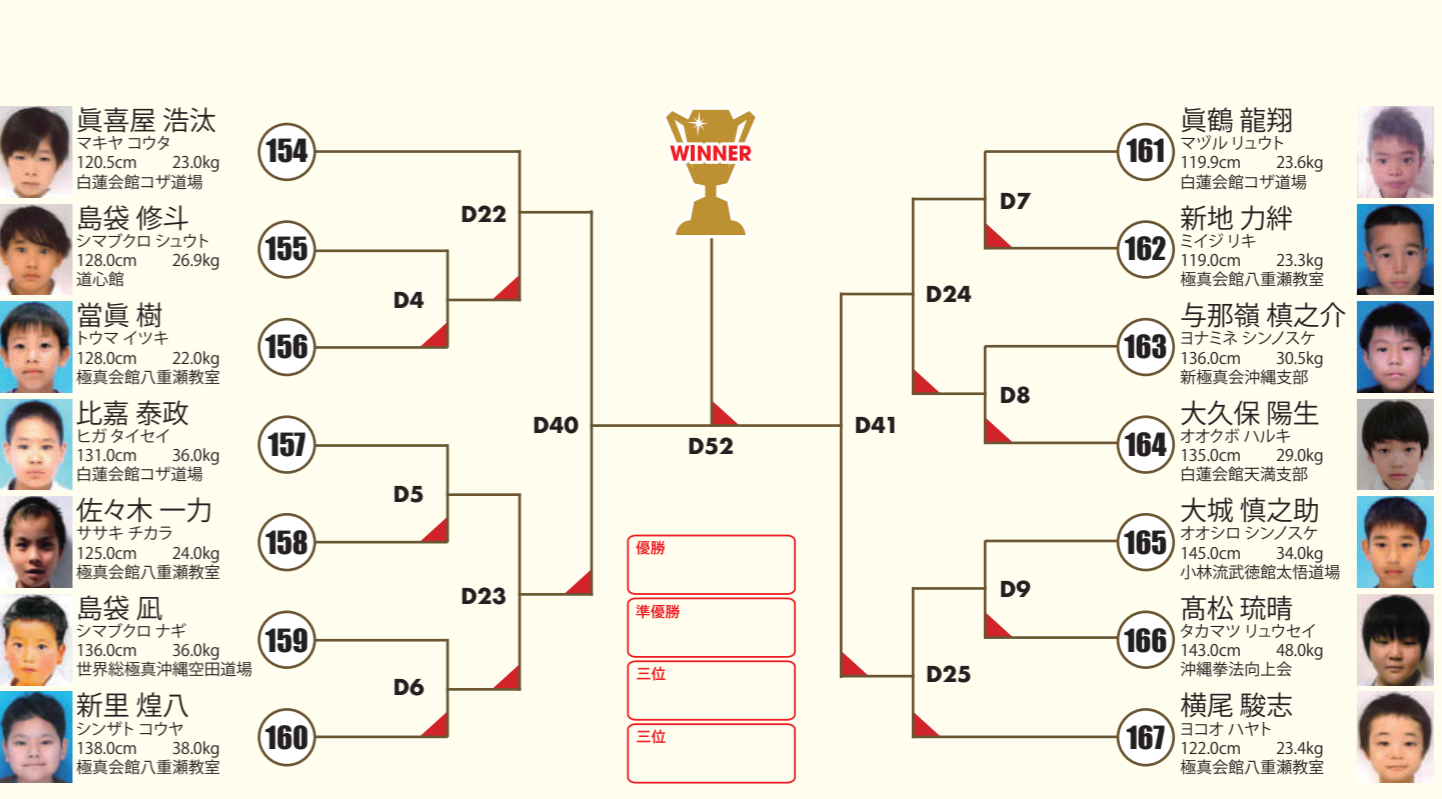 眞喜屋 浩汰
マキヤ コウタ
120.5cm 23.0kg
白蓮会館コザ道場
154
島袋 修斗
シマブクロ シュウト
128.0cm 26.9kg
道心館
155
當眞 樹
トウマ イツキ
128.0cm 22.0kg
極真会館八重瀬教室
156
比嘉 泰政
ヒガ タイセイ
131.0cm 36.0kg
白蓮会館コザ道場
157
佐々木 一力
ササキ チカラ
125.0cm 24.0kg
極真会館八重瀬教室
158
島袋 凪
シマブクロ ナギ
136.0cm 36.0kg
世界総極真沖縄空田道場
159
新里 煌八
シンザト コウヤ
138.0cm 38.0kg
極真会館八重瀬教室
160
D22
D4
D40
D5
D23
D6
WINNER
D52
優勝
準優勝
三位
三位
D7
D24
D8
D41
D9
D25
161
眞鶴 龍翔
マヅル リュウト
119.9cm 23.6kg
白蓮会館コザ道場
162
新地 力絆
ミイジ リキ
119.0cm 23.3kg
極真会館八重瀬教室
163
与那嶺 槙之介
ヨナミネ シンノスケ
136.0cm 30.5kg
新極真会沖縄支部
164
大久保 陽生
オオクボ ハルキ
135.0cm 29.0kg
白蓮会館天満支部
165
大城 慎之助
オオシロ シンノスケ
145.0cm 34.0kg
小林流武徳館太悟道場
166
髙松 琉晴
タカマツ リュウセイ
143.0cm 48.0kg
沖縄拳法向上会
167
横尾 駿志
ヨコオ ハヤト
122.0cm 23.4kg
極真会館八重瀬教室